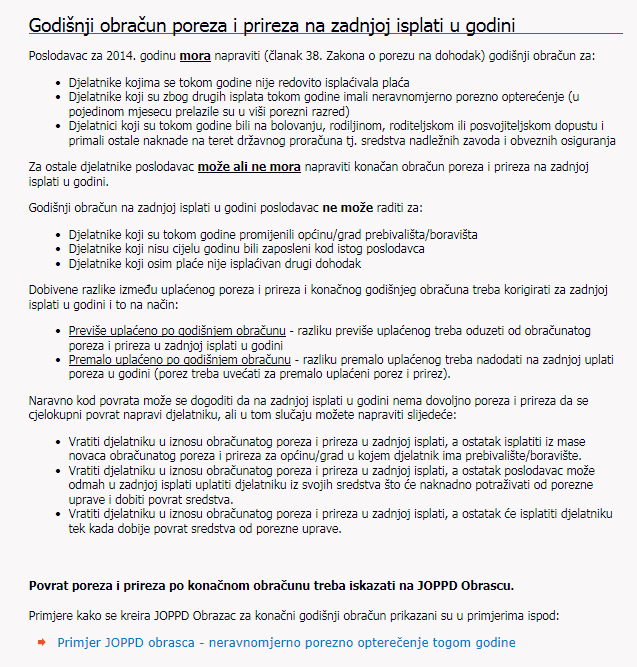 Godišnji obračun poreza i prireza na zadnjoj isplati u godini
Poslodavac za 2014. godinu mora napraviti (članak 38. Zakona o porezu na dohodak) godišnji obračun za:
• Djelatnike kojima se tokom godine nije redovito isplaćivala plaća
• Djelatnike koji su zbog drugih isplata tokom godine imali neravnomjerno porezno opterećenje (u
pojedinom mjesecu prelazile su u viši porezni razred)
• Djelatnici koji su tokom godine bili na bolovanju, rodiljnom, roditeljskom ili posvojiteljskom dopustu i
primali ostale naknade na teret državnog proračuna tj. sredstva nadležnih zavoda i obveznih osiguranja
Za ostale djelatnike poslodavac može ali ne mora napraviti konačan obračun poreza i prireza na zadnjoj
isplati u godini.
Godišnji obračun na zadnjoj isplati u godini poslodavac ne može raditi za:
• Djelatnike koji su tokom godine promijenili općinu/grad prebivališta/boravišta
• Djelatnike koji nisu cijelu godinu bili zaposleni kod istog poslodavca
• Djelatnike koji osim plaće nije isplaćivan drugi dohodak
Dobivene razlike između uplaćenog poreza i prireza i konačnog godišnjeg obračuna treba korigirati za zadnjoj
isplati u godini i to na način:
• Previše uplaćeno po godišnjem obračunu - razliku previše uplaćenog treba oduzeti od obračunatog
poreza i prireza u zadnjoj isplati u godini
• Premalo uplaćeno po godišnjem obračunu - razliku premalo uplaćenog treba nadodati na zadnjoj uplati
poreza u godini (porez treba uvećati za premalo uplaćeni porez i prirez).
Naravno kod povrata može se dogoditi da na zadnjoj isplati u godini nema dovoljno poreza i prireza da se
cjelokupni povrat napravi djelatniku, ali u tom slučaju možete napraviti slijedeće:
• Vratiti djelatniku u iznosu obračunatog poreza i prireza u zadnjoj isplati, a ostatak isplatiti iz mase
novaca obračunatog poreza i prireza za općinu/grad u kojem djelatnik ima prebivalište/boravište.
• Vratiti djelatniku u iznosu obračunatog poreza i prireza u zadnjoj isplati, a ostatak poslodavac može
odmah u zadnjoj isplati uplatiti djelatniku iz svojih sredstva što će naknadno potraživati od porezne
uprave i dobiti povrat sredstva.
• Vratiti djelatniku u iznosu obračunatog poreza i prireza u zadnjoj isplati, a ostatak će isplatiti djelatniku
tek kada dobije povrat sredstva od porezne uprave.
Povrat poreza i prireza po konačnom obračunu treba iskazati na JOPPD Obrascu.
Primjere kako se kreira JOPPD Obrazac za konačni godišnji obračun prikazani su u primjerima ispod:
Primjer JOPPD obrasca - neravnomjerno porezno opterečenje togom godine